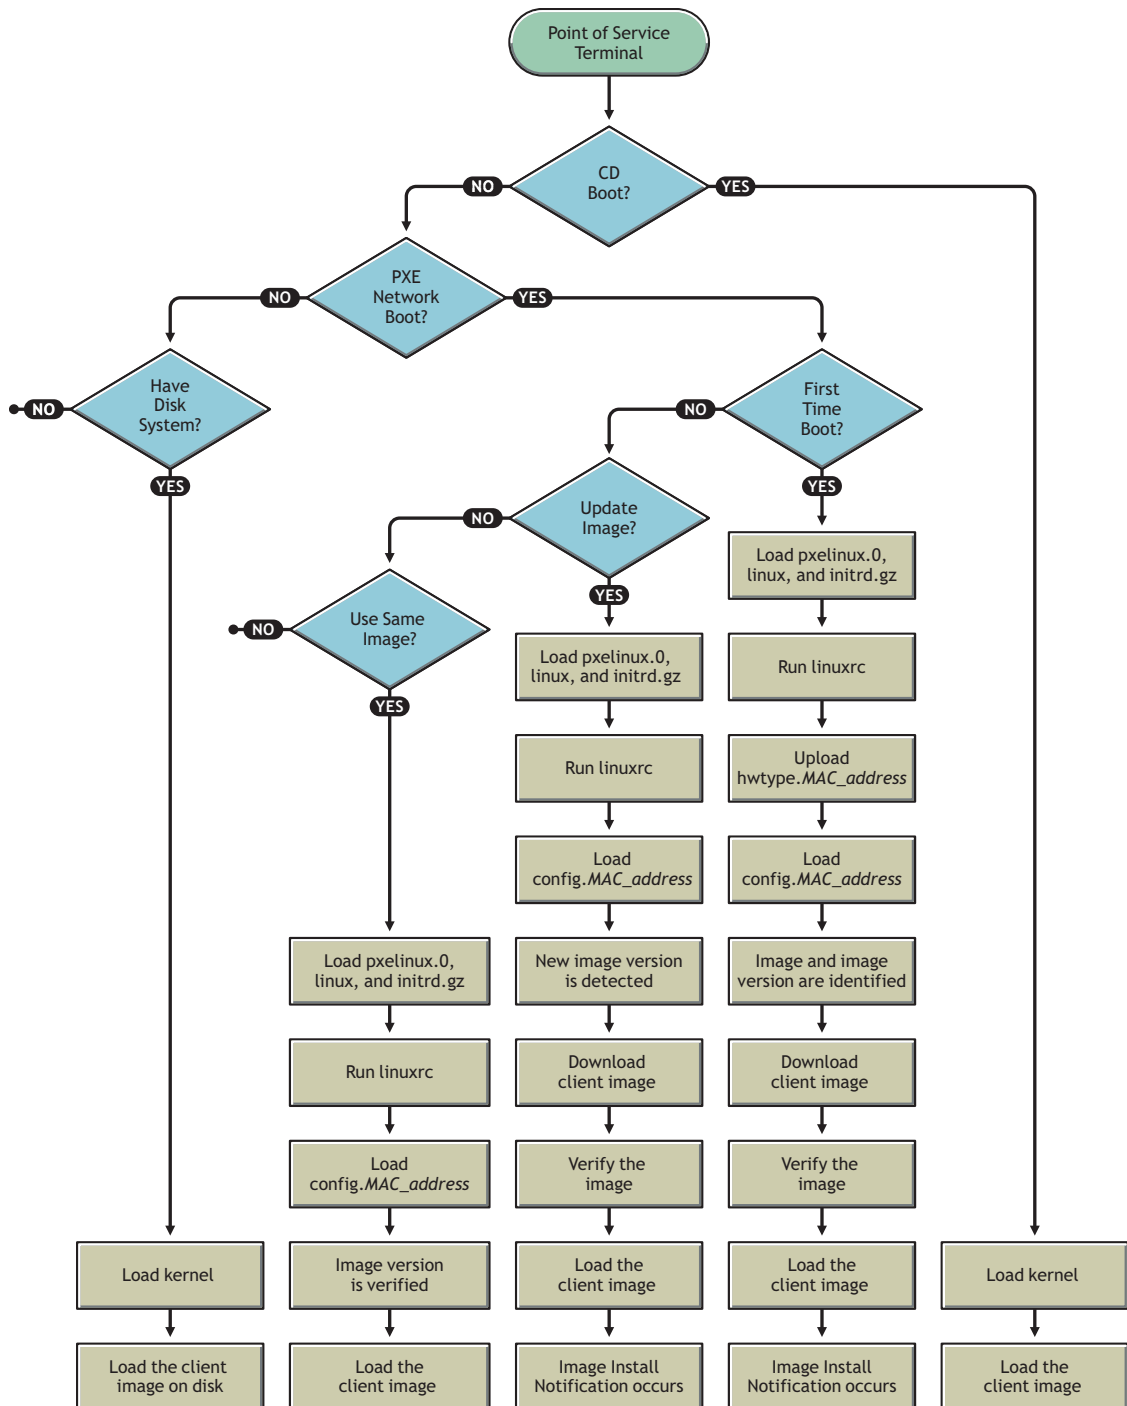 Point of Service
Terminal
CD
Boot?
NO
YES
PXE
Network
Boot?
NO
YES
Have
Disk
System?
NO
YES
First
Time
Boot?
NO
YES
Update
Image?
NO
YES
Use Same
Image?
NO
YES
Load pxelinux.0,
linux, and initrd.gz
Run linuxrc
Upload
hwtype.MAC_address
Load
config.MAC_address
Image and image
version are identified
Download
client image
Verify the
image
Load the
client image
Image Install
Notification occurs
Load pxelinux.0,
linux, and initrd.gz
Run linuxrc
Load
config.MAC_address
New image version
is detected
Download
client image
Verify the
image
Load the
client image
Image Install
Notification occurs
Load pxelinux.0,
linux, and initrd.gz
Run linuxrc
Load
config.MAC_address
Image version
is verified
Load the
client image
Load kernel
Load the client
image on disk
Load kernel
Load the
client image